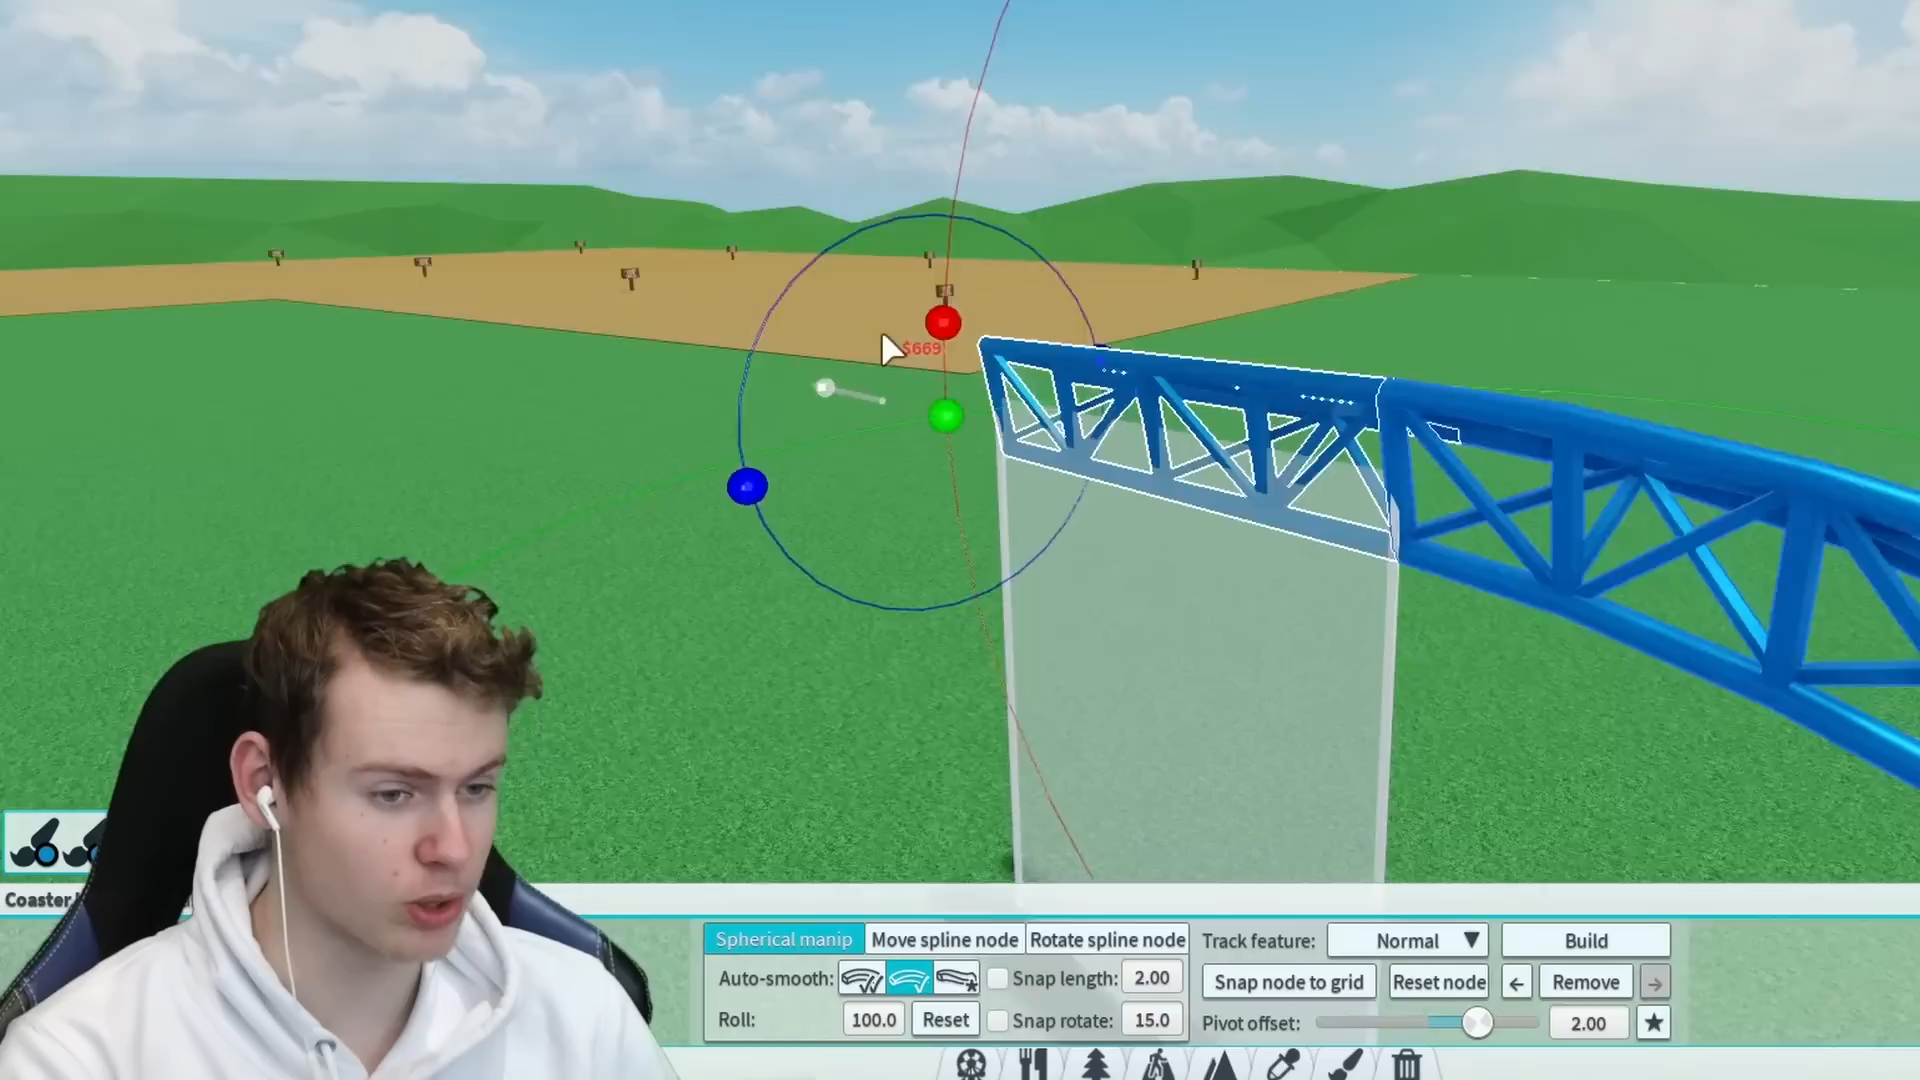 $669
Coaster
Spherical manip
Move spline node
Rotate spline node
Track feature:
Normal
Build
Auto-smooth:
Snap length:
2.00
Snap node to grid
Reset node
Remove
Roll:
100.0
Reset
Snap rotate:
15.0
Pivot offset:
2.00